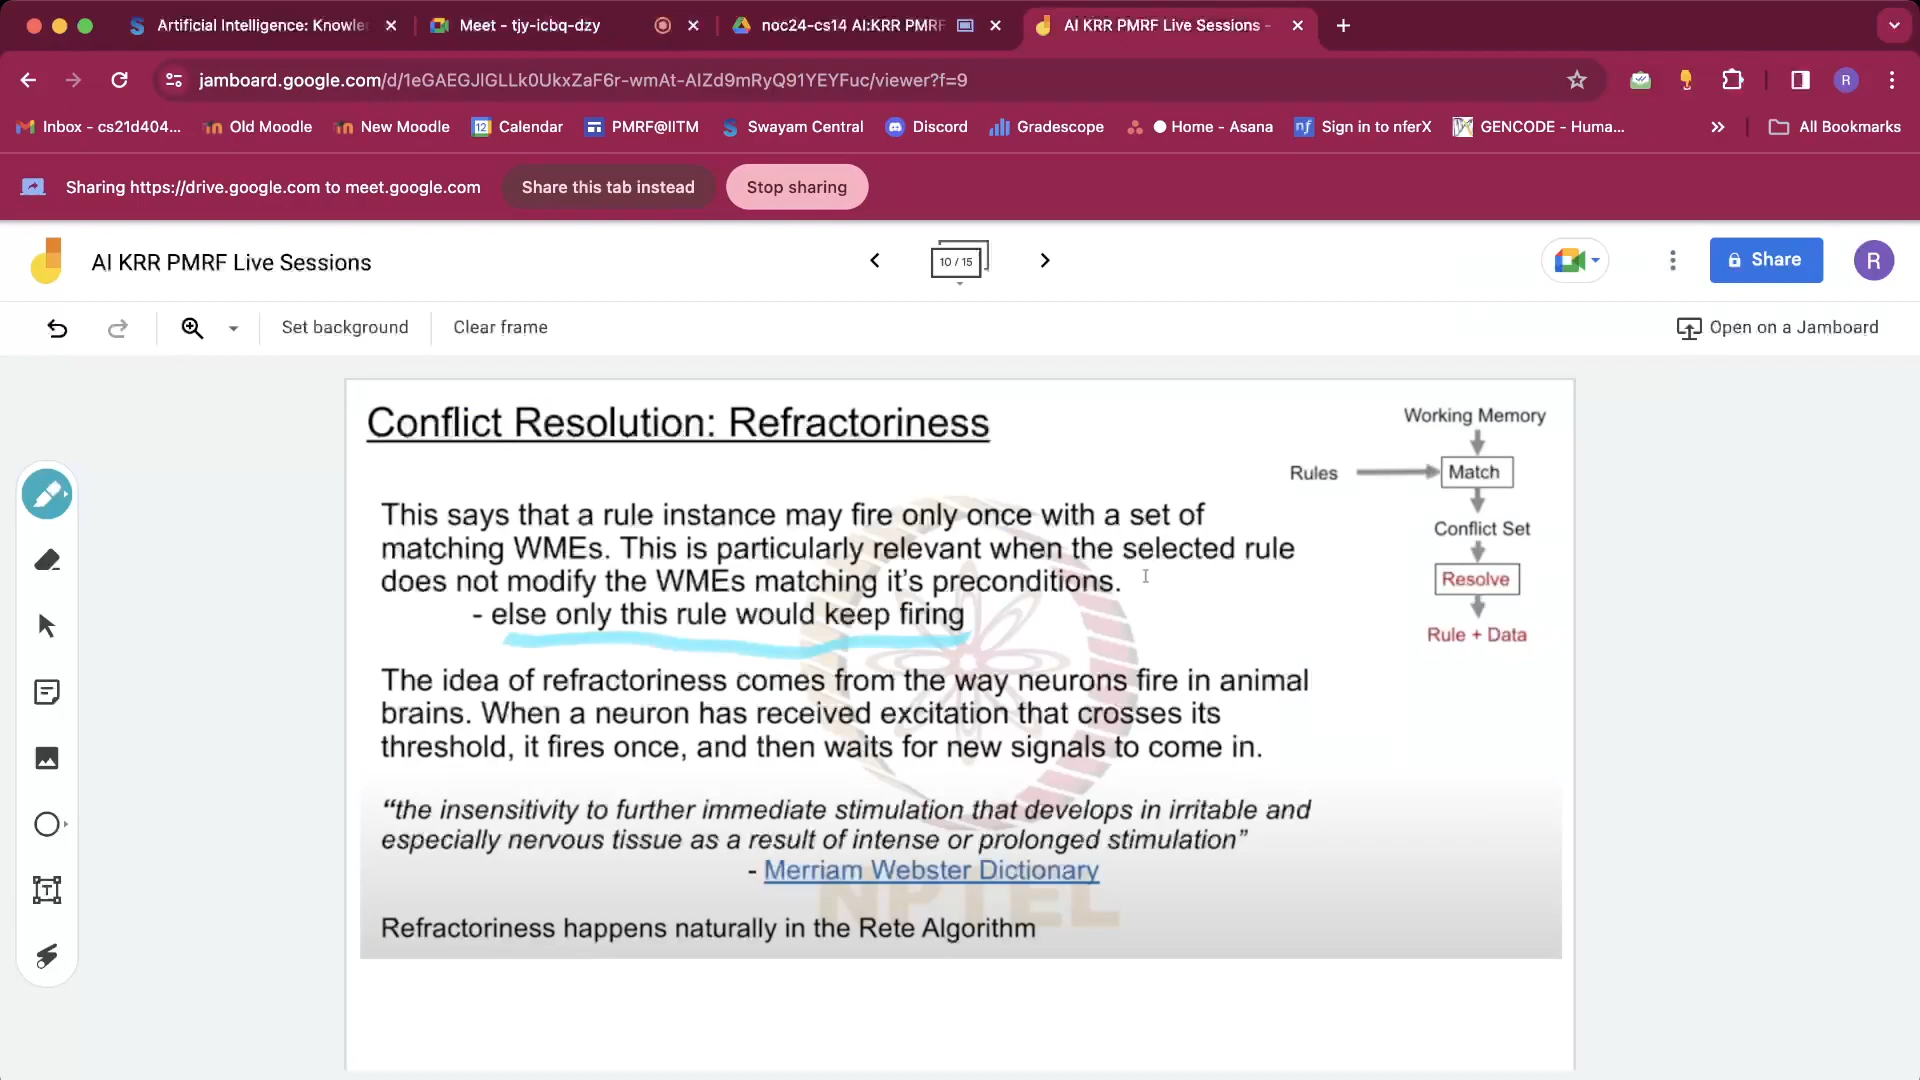 Artificial Intelligence: Knowle
Meet - tjy-icbq-dzy
noc24-cs14 AI:KRR PMRF
AI KRR PMRF Live Sessions -
jamboard.google.com/d/1eGAEGJlGLLk0UkxZaF6r-wmAt-AIZd9mRyQ91YEYFuc/viewer?f=9
R
Inbox - cs21d404...
Old Moodle
New Moodle
12
Calendar
PMRF@IITM
Swayam Central
Discord
Gradescope
Home - Asana
nf
Sign in to nferX
GENCODE - Huma...
All Bookmarks
Sharing https://drive.google.com to meet.google.com
Share this tab instead
Stop sharing
AI KRR PMRF Live Sessions
10 / 15
Share
R
Set background
Clear frame
Open on a Jamboard
Conflict Resolution: Refractoriness
This says that a rule instance may fire only once with a set of
matching WMEs. This is particularly relevant when the selected rule
does not modify the WMEs matching it's preconditions.
- else only this rule would keep firing
The idea of refractoriness comes from the way neurons fire in animal
brains. When a neuron has received excitation that crosses its
threshold, it fires once, and then waits for new signals to come in.
“the insensitivity to further immediate stimulation that develops in irritable and
especially nervous tissue as a result of intense or prolonged stimulation”
- Merriam Webster Dictionary
NPTEL
Refractoriness happens naturally in the Rete Algorithm
Working Memory
Rules
Match
Conflict Set
Resolve
Rule + Data